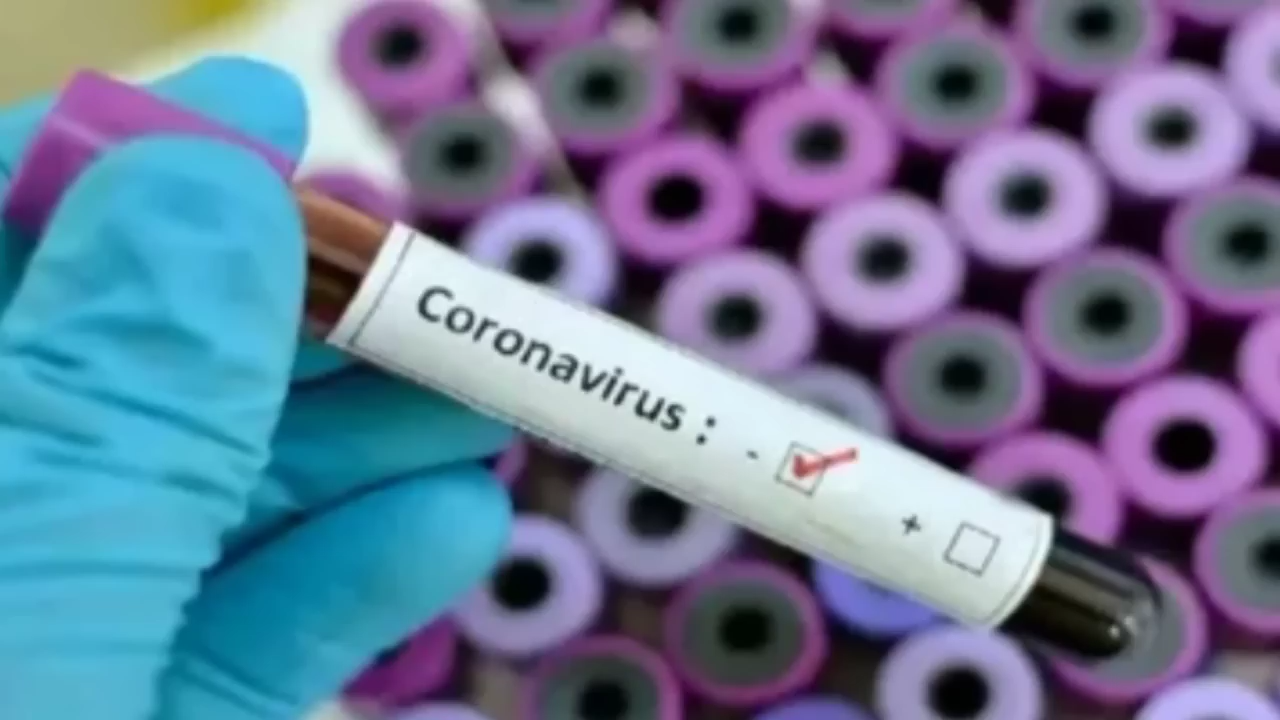 Coronavirus :
- ☑
+ ☐